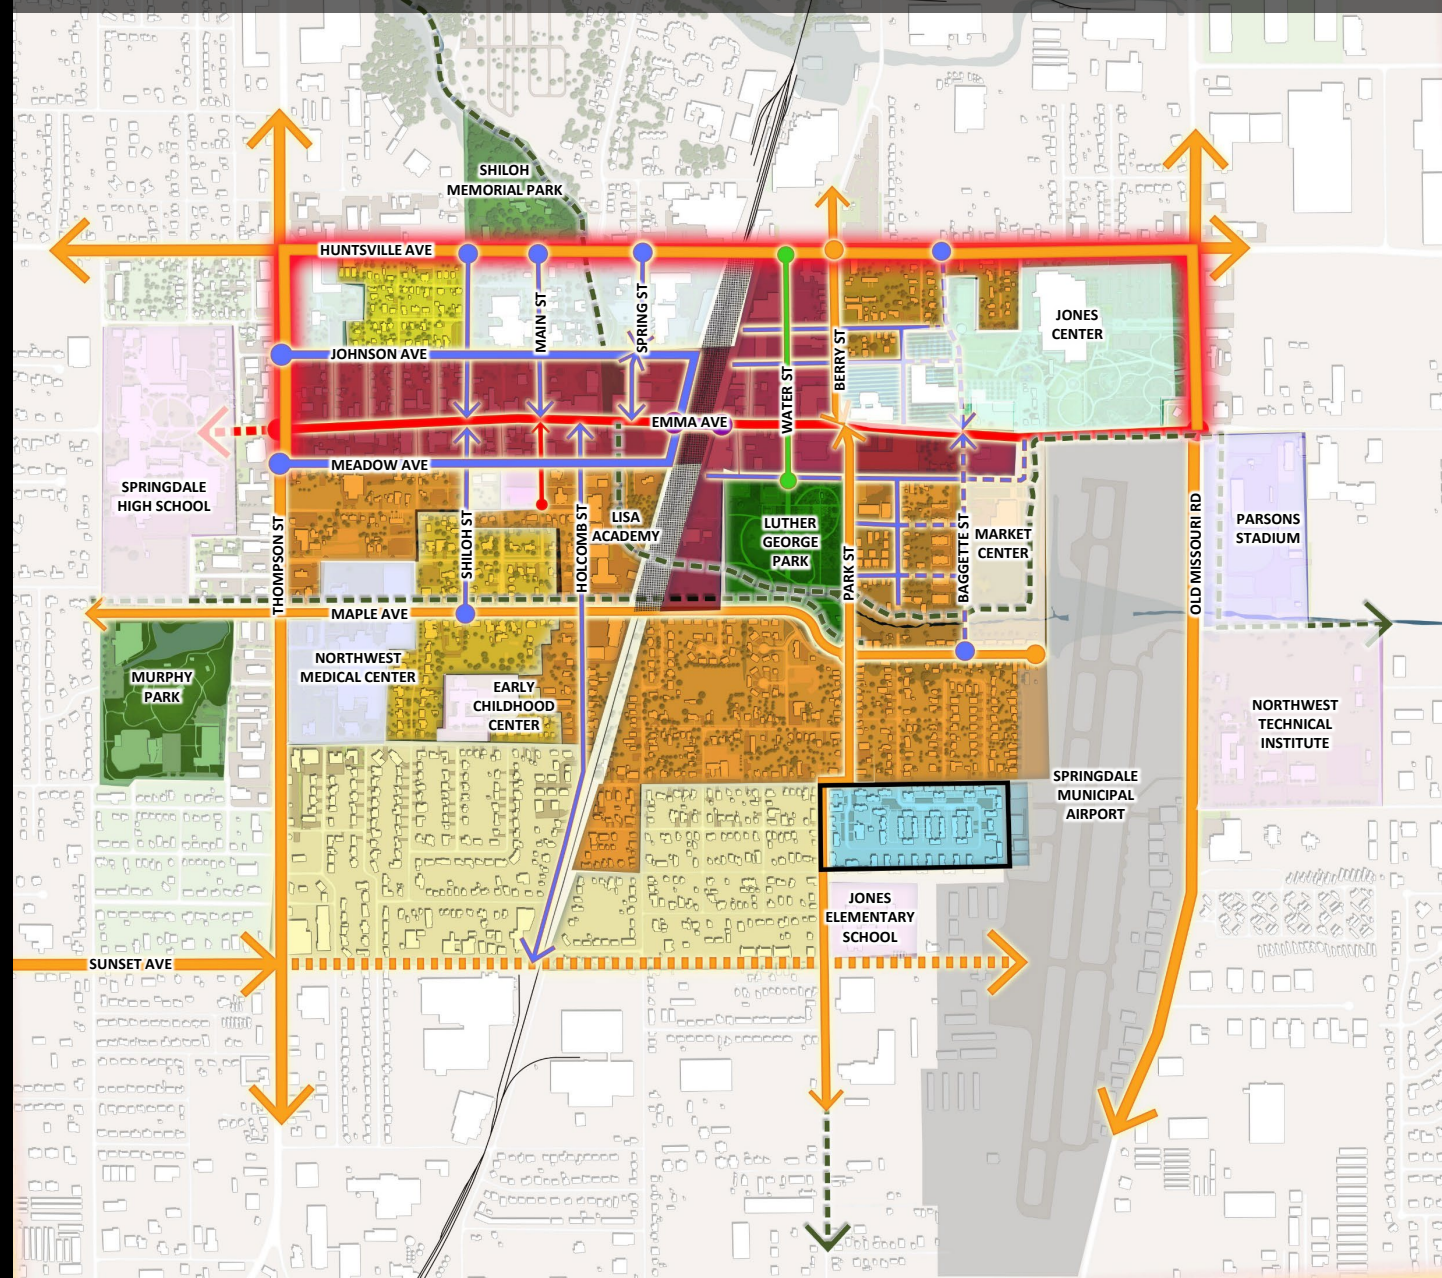 SHILOH
MEMORIAL PARK
HUNTSVILLE AVE
MAIN ST
SPRING ST
JONES
CENTER
BERRY ST
JOHNSON AVE
WATER ST
EMMA AVE
MEADOW AVE
SPRINGDALE
HIGH SCHOOL
THOMPSON ST
SHILOH ST
HOLCOMB ST
LISA
ACADEMY
LUTHER
GEORGE
PARK
PARK ST
BAGGETTE ST
MARKET
CENTER
OLD MISSOURI RD
PARSONS
STADIUM
MAPLE AVE
MURPHY
PARK
NORTHWEST
MEDICAL CENTER
EARLY
CHILDHOOD
CENTER
NORTHWEST
TECHNICAL
INSTITUTE
SPRINGDALE
MUNICIPAL
AIRPORT
JONES
ELEMENTARY
SCHOOL
SUNSET AVE